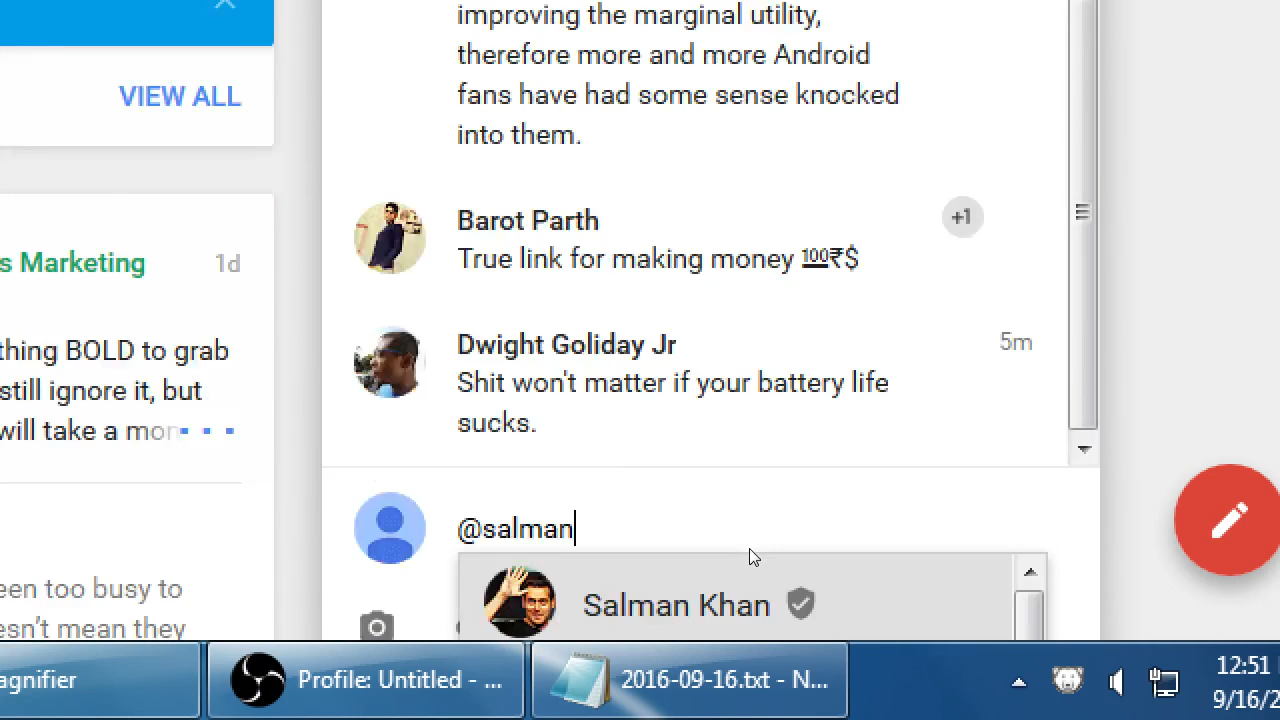 improving the marginal utility,
therefore more and more Android
fans have had some sense knocked
into them.
VIEW ALL
Barot Parth
+1
True link for making money 💯₹$
s Marketing 1d
Dwight Goliday Jr 5m
Shit won't matter if your battery life
sucks.
thing BOLD to grab
still ignore it, but
will take a mor
@salman
Salman Khan
een too busy to
esn't mean they
agnifier
Profile: Untitled - ...
2016-09-16.txt - N...
12:51
9/16/2